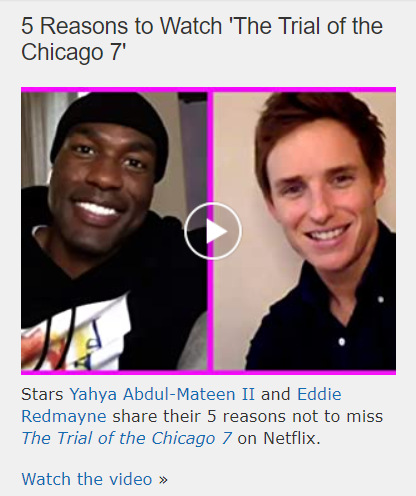 5 Reasons to Watch 'The Trial of the
Chicago 7'
Stars Yahya Abdul-Mateen II and Eddie
Redmayne share their 5 reasons not to miss
The Trial of the Chicago 7 on Netflix.
Watch the video »